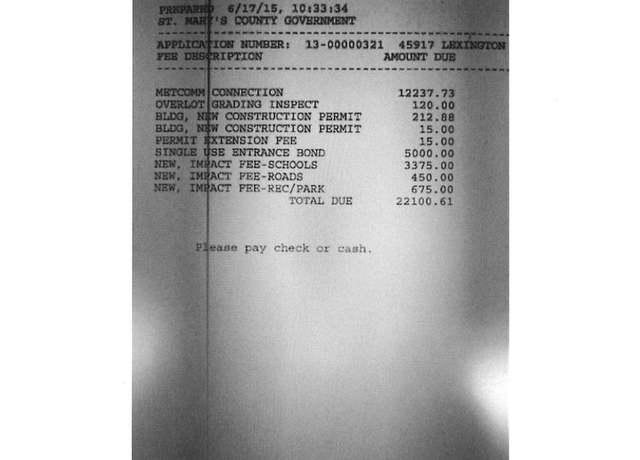 PREPARED 6/17/15, 10:33:34
ST. MARY'S COUNTY GOVERNMENT
APPLICATION NUMBER: 13-00000321 45917 LEXINGTON
FEE DESCRIPTION AMOUNT DUE
METCOMM CONNECTION 12237.73
OVERLOT GRADING INSPECT 120.00
BLDG, NEW CONSTRUCTION PERMIT 212.88
BLDG, NEW CONSTRUCTION PERMIT 15.00
PERMIT EXTENSION FEE 15.00
SINGLE USE ENTRANCE BOND 5000.00
NEW, IMPACT FEE-SCHOOLS 3375.00
NEW, IMPACT FEE-ROADS 450.00
NEW, IMPACT FEE-REC/PARK 675.00
TOTAL DUE 22100.61
Please pay check or cash.